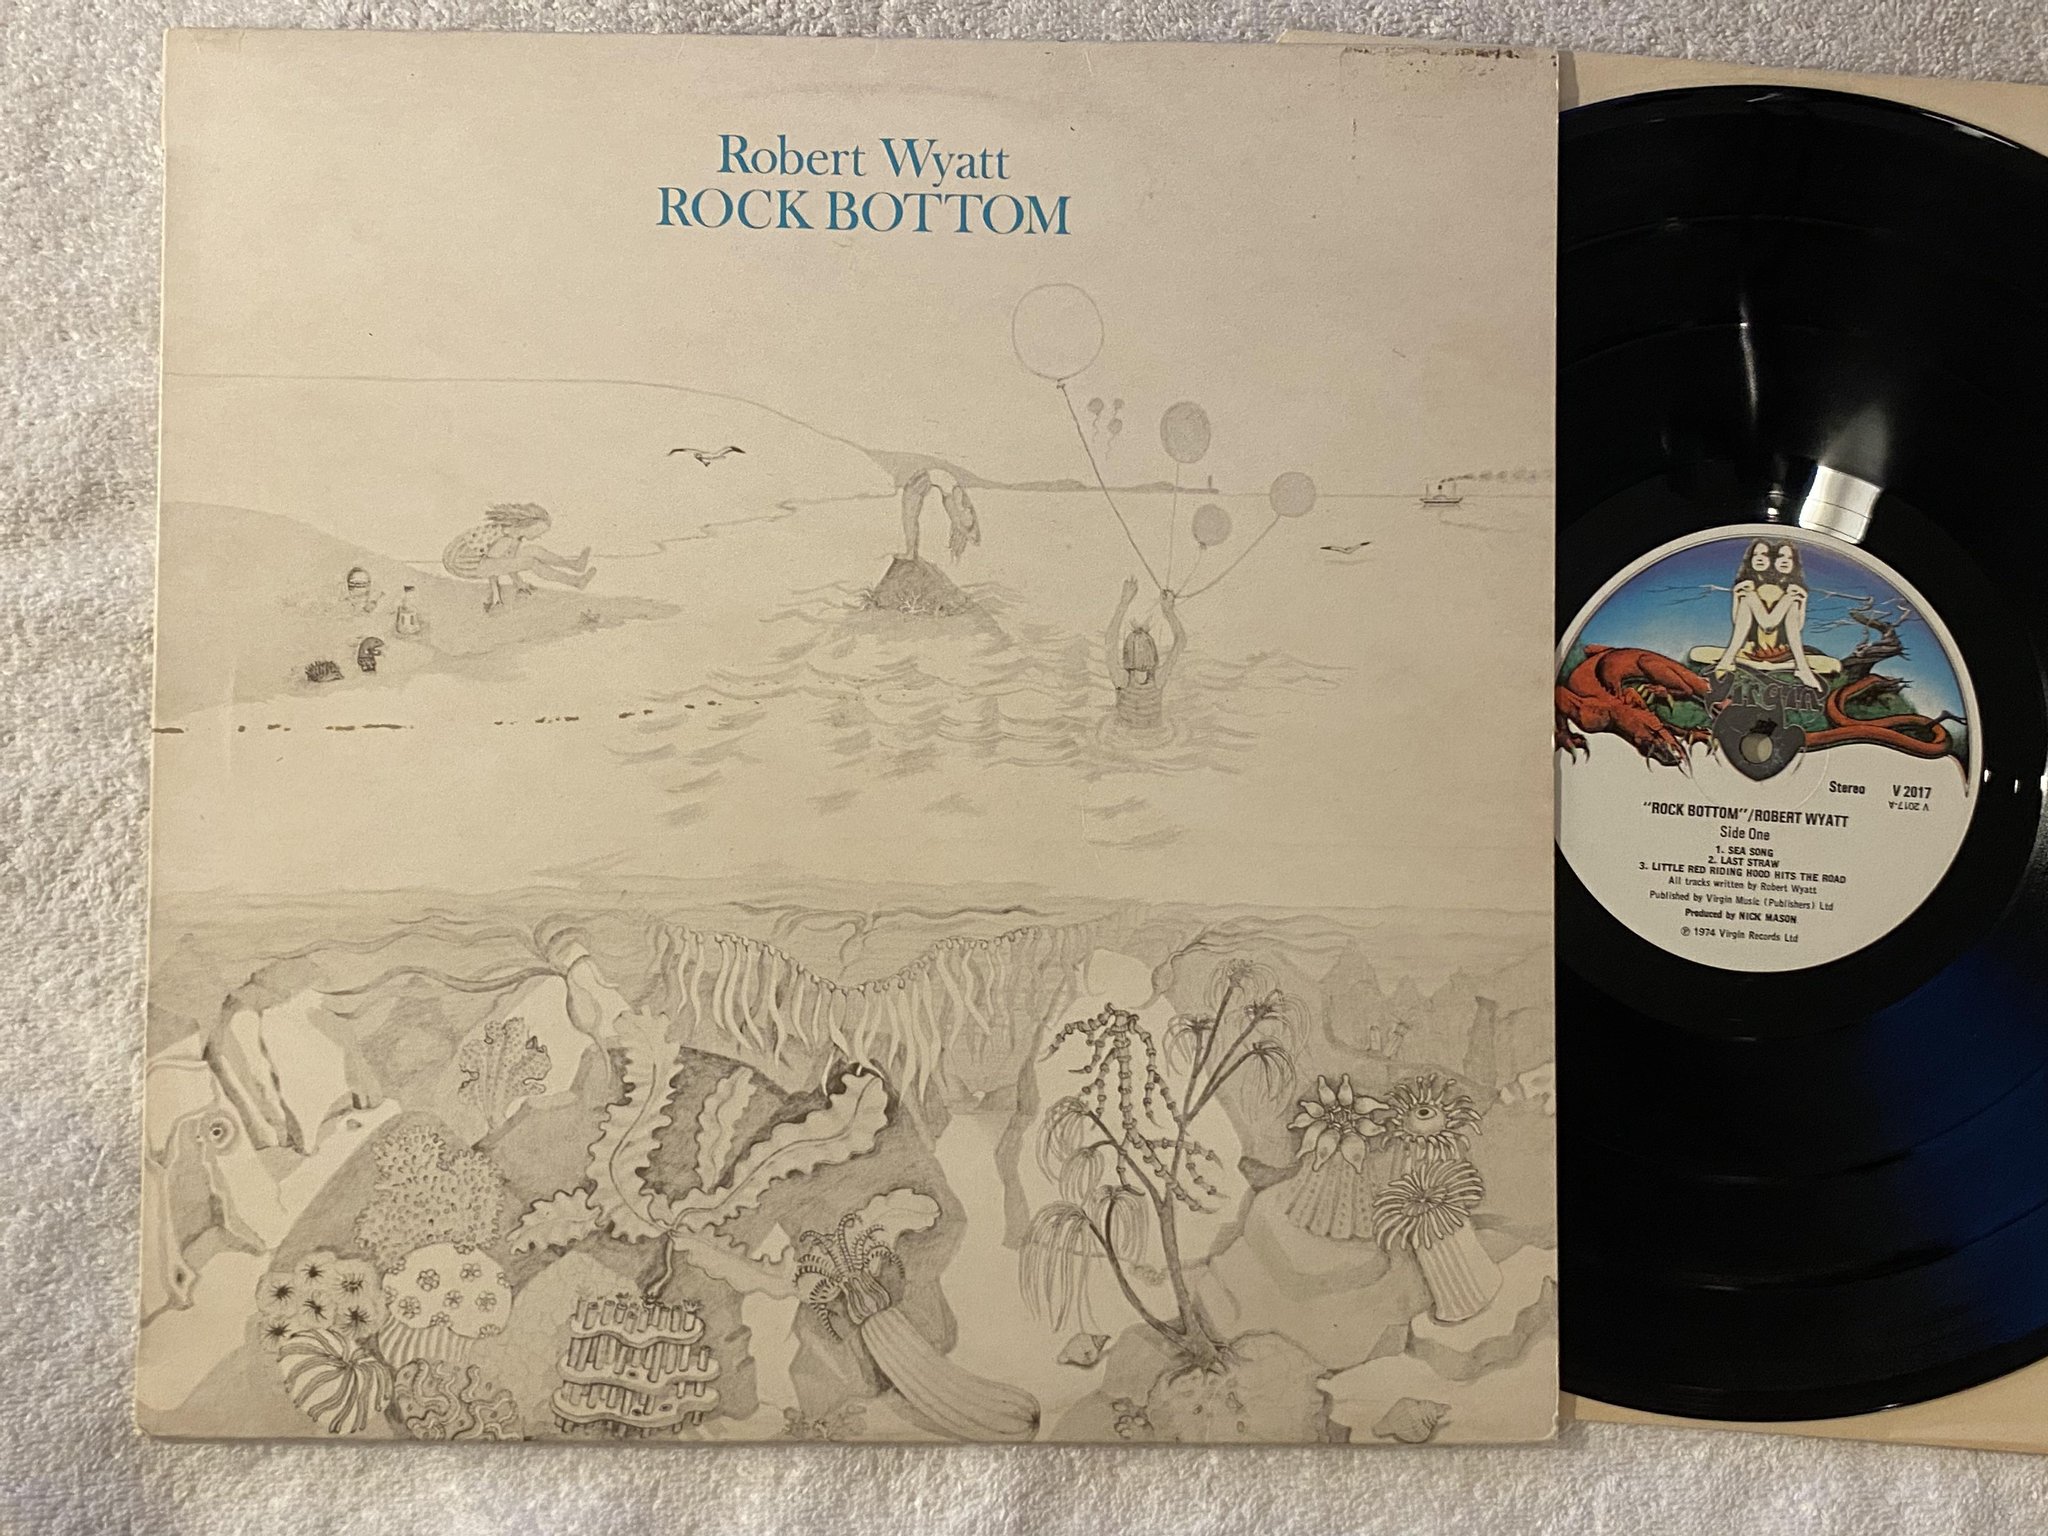 Robert Wyatt
ROCK BOTTOM
Virgin
Stereo V 2017
V 2017-A
"ROCK BOTTOM"/ROBERT WYATT
Side One
1. SEA SONG
2. LAST STRAW
3. LITTLE RED RIDING HOOD HITS THE ROAD
All tracks written by Robert Wyatt
Published by Virgin Music (Publishers) Ltd
Produced by NICK MASON
℗ 1974 Virgin Records Ltd